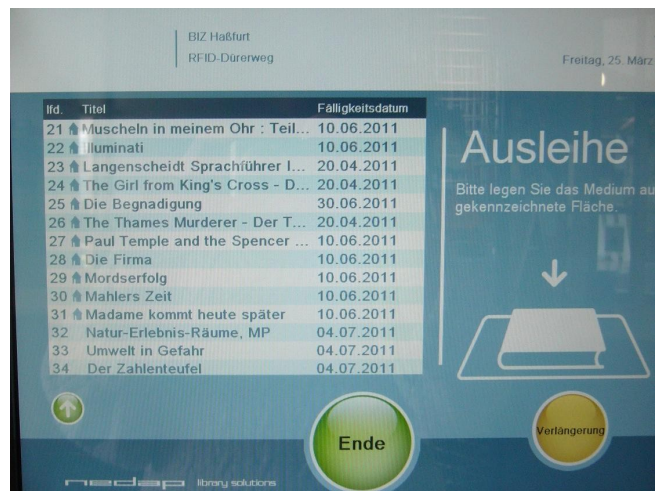 BIZ Haßfurt
RFID-Dürerweg
Freitag, 25. März
lfd. Titel Fälligkeitsdatum
21 Muscheln in meinem Ohr : Teil... 10.06.2011
22 Illuminati 10.06.2011
23 Langenscheidt Sprachführer I... 20.04.2011
24 The Girl from King's Cross - D... 20.04.2011
25 Die Begnadigung 30.06.2011
26 The Thames Murderer - Der T... 20.04.2011
27 Paul Temple and the Spencer ... 10.06.2011
28 Die Firma 10.06.2011
29 Mordserfolg 10.06.2011
30 Mahlers Zeit 10.06.2011
31 Madame kommt heute später 10.06.2011
32 Natur-Erlebnis-Räume, MP 04.07.2011
33 Umwelt in Gefahr 04.07.2011
34 Der Zahlenteufel 04.07.2011
Ausleihe
Bitte legen Sie das Medium au
gekennzeichnete Fläche.
Ende
Verlängerung
nedap library solutions